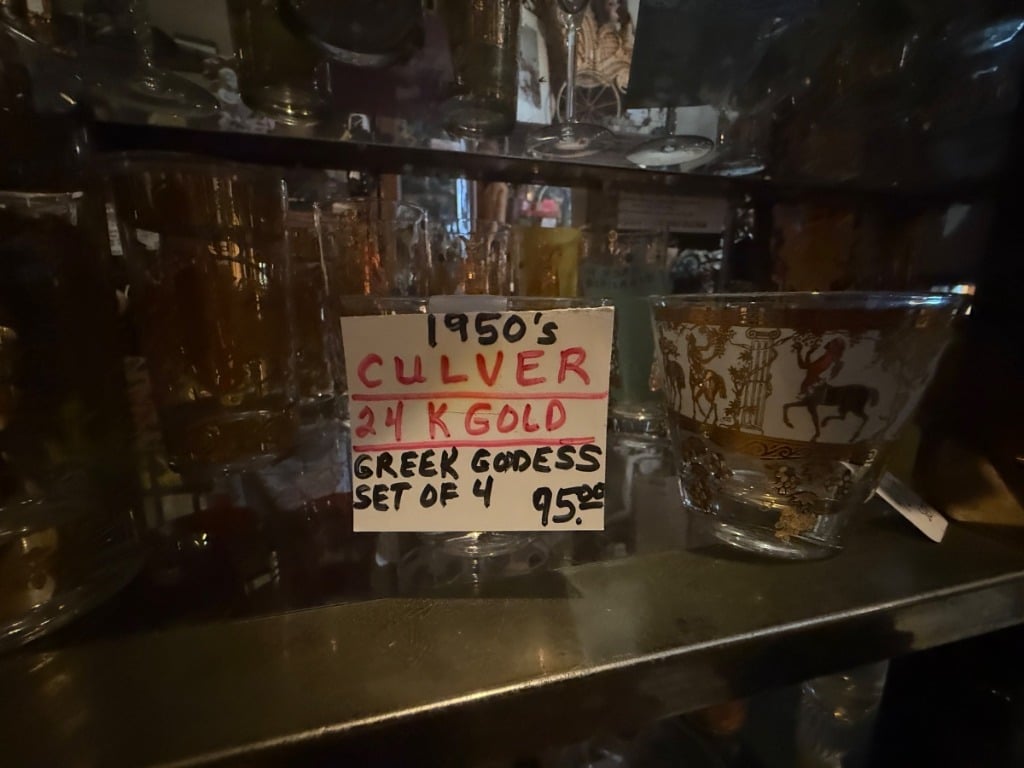 1950's
CULVER
24 K GOLD
GREEK GODESS
SET OF 4 95.00